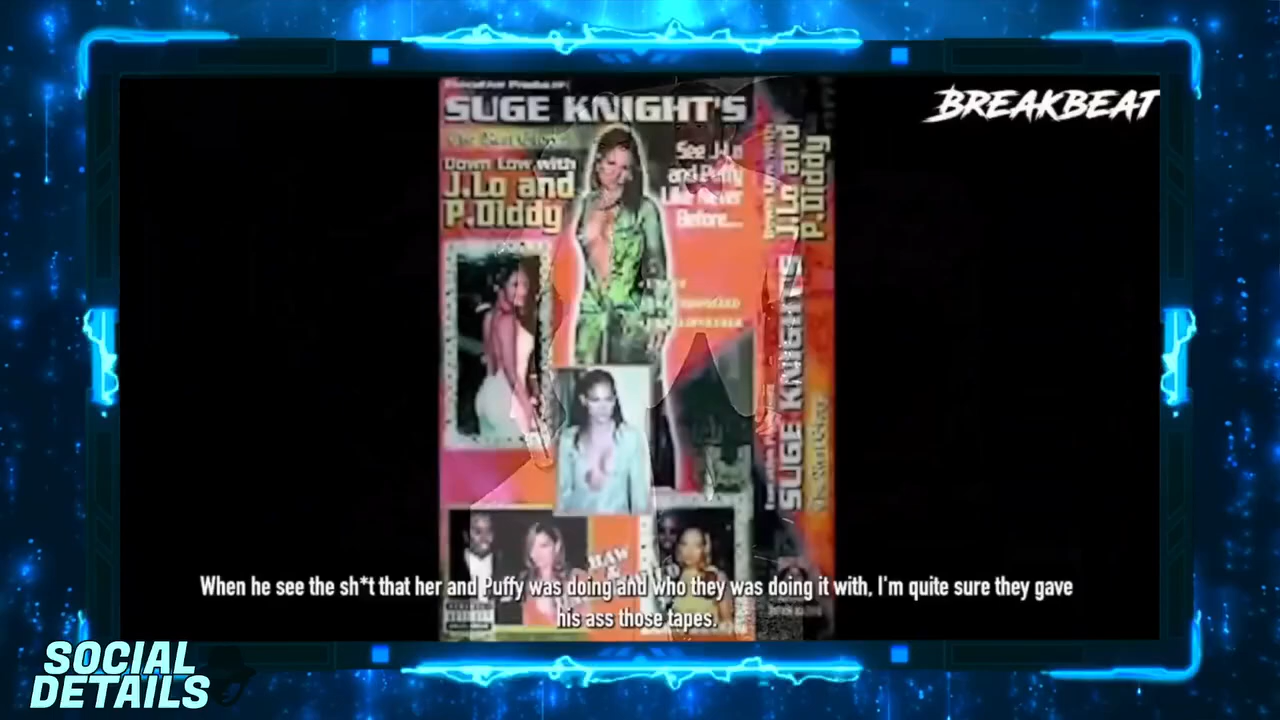 BREAKBEAT
SUGE KNIGHT'S
Down Low with
J.Lo and
P.Diddy
See J-Lo
and Puffy
Like Never
Before...
J.Lo and
P.Diddy
SUGE KNIGHT'S
RAW
When he see the sh*t that her and Puffy was doing and who they was doing it with, I'm quite sure they gave
his ass those tapes.
SOCIAL
DETAILS